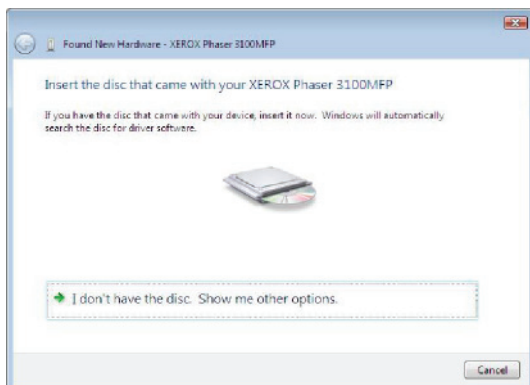 Found New Hardware - XEROX Phaser 3100MFP
Insert the disc that came with your XEROX Phaser 3100MFP
If you have the disc that came with your device, insert it now. Windows will automatically
search the disc for driver software.
I don't have the disc. Show me other options.
Cancel